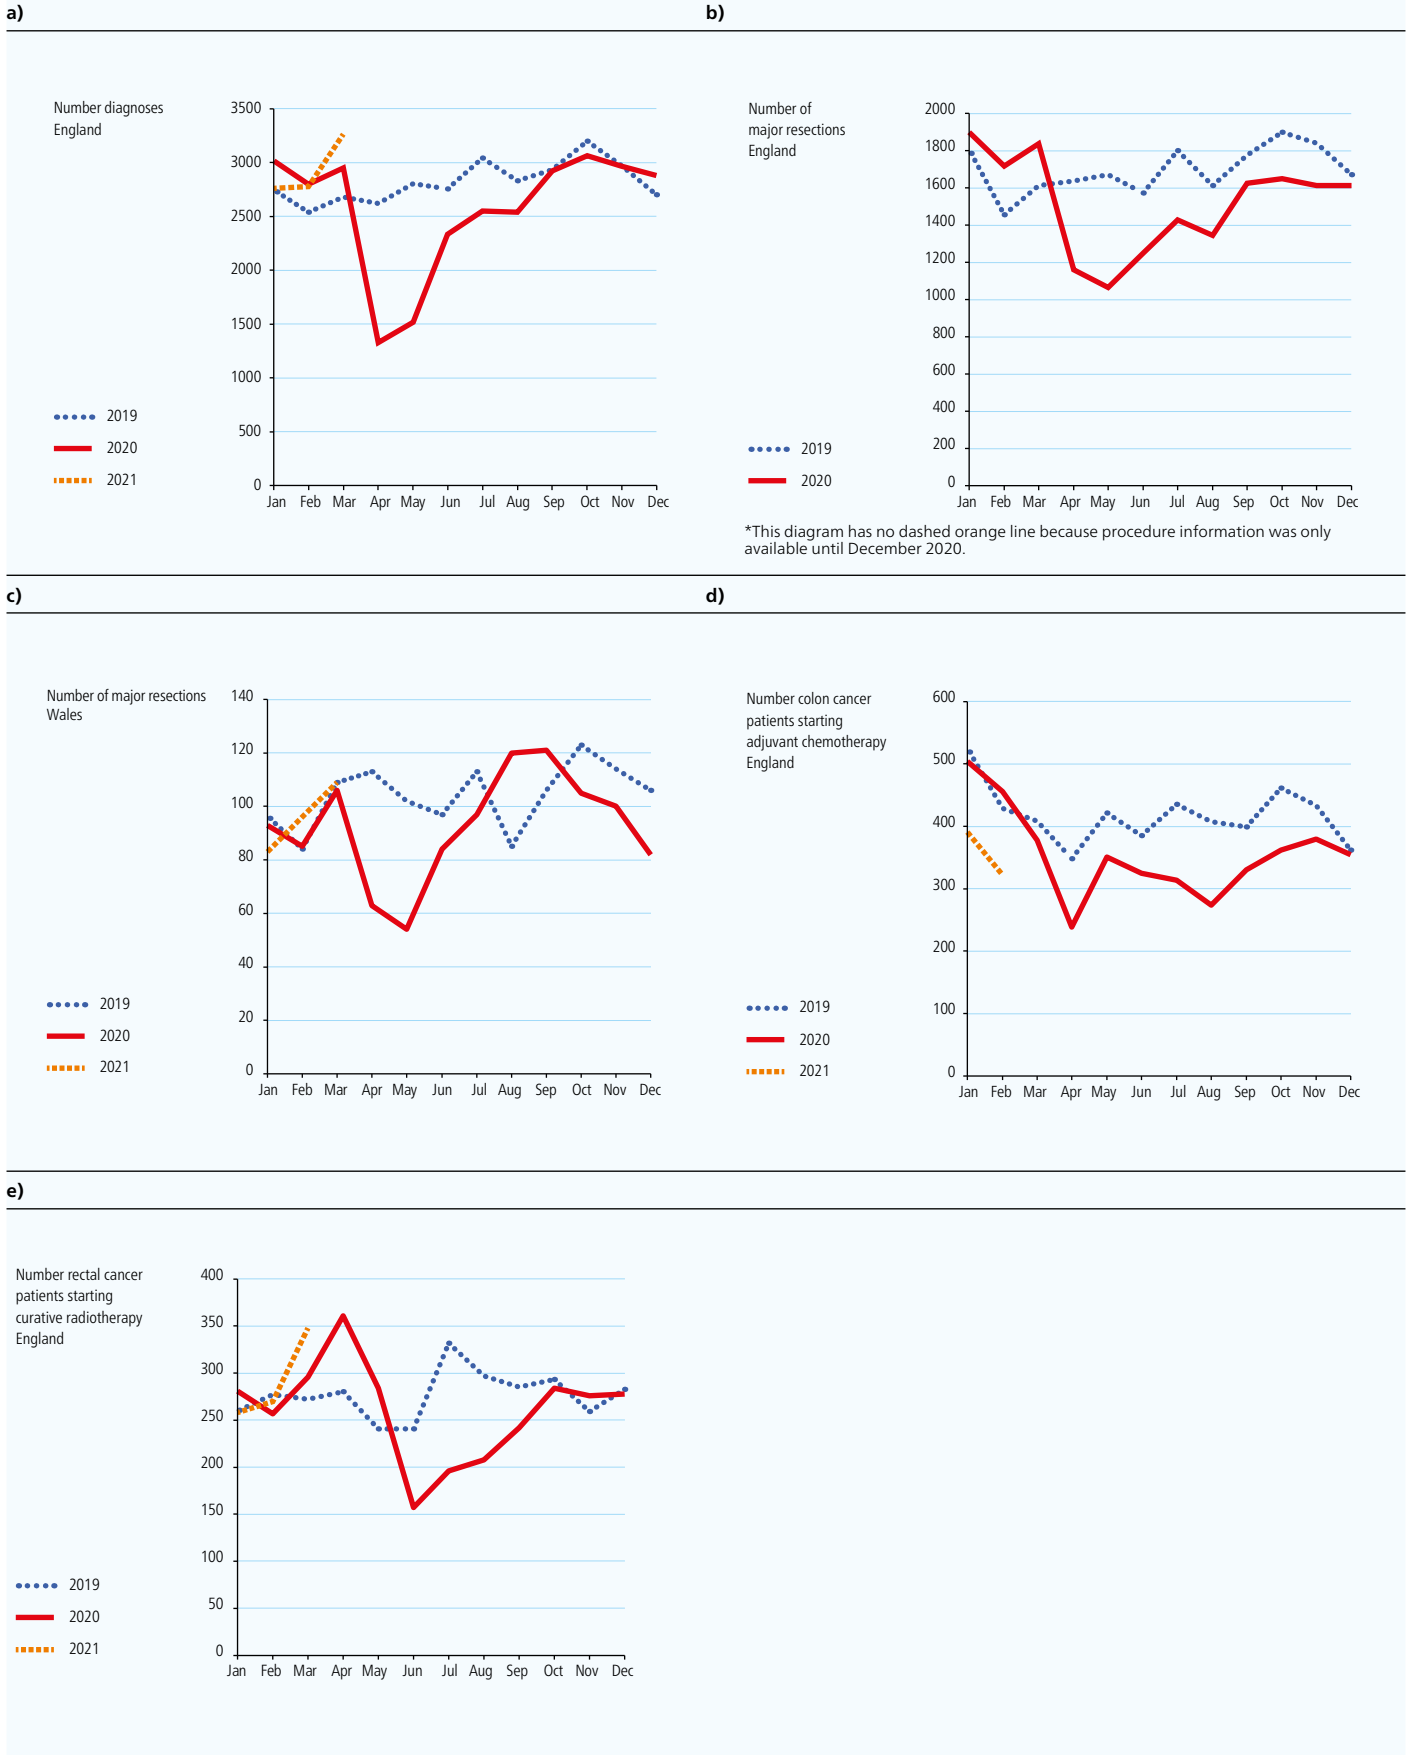 a)
b)
Number diagnoses
England
3500
3000
2500
2000
1500
1000
500
0
Jan Feb Mar Apr May Jun Jul Aug Sep Oct Nov Dec
2019
2020
2021
Number of
major resections
England
2000
1800
1600
1400
1200
1000
800
600
400
200
0
Jan Feb Mar Apr May Jun Jul Aug Sep Oct Nov Dec
2019
2020
*This diagram has no dashed orange line because procedure information was only
available until December 2020.
c)
d)
Number of major resections
Wales
140
120
100
80
60
40
20
0
Jan Feb Mar Apr May Jun Jul Aug Sep Oct Nov Dec
2019
2020
2021
Number colon cancer
patients starting
adjuvant chemotherapy
England
600
500
400
300
200
100
0
Jan Feb Mar Apr May Jun Jul Aug Sep Oct Nov Dec
2019
2020
2021
e)
Number rectal cancer
patients starting
curative radiotherapy
England
400
350
300
250
200
150
100
50
0
Jan Feb Mar Apr May Jun Jul Aug Sep Oct Nov Dec
2019
2020
2021